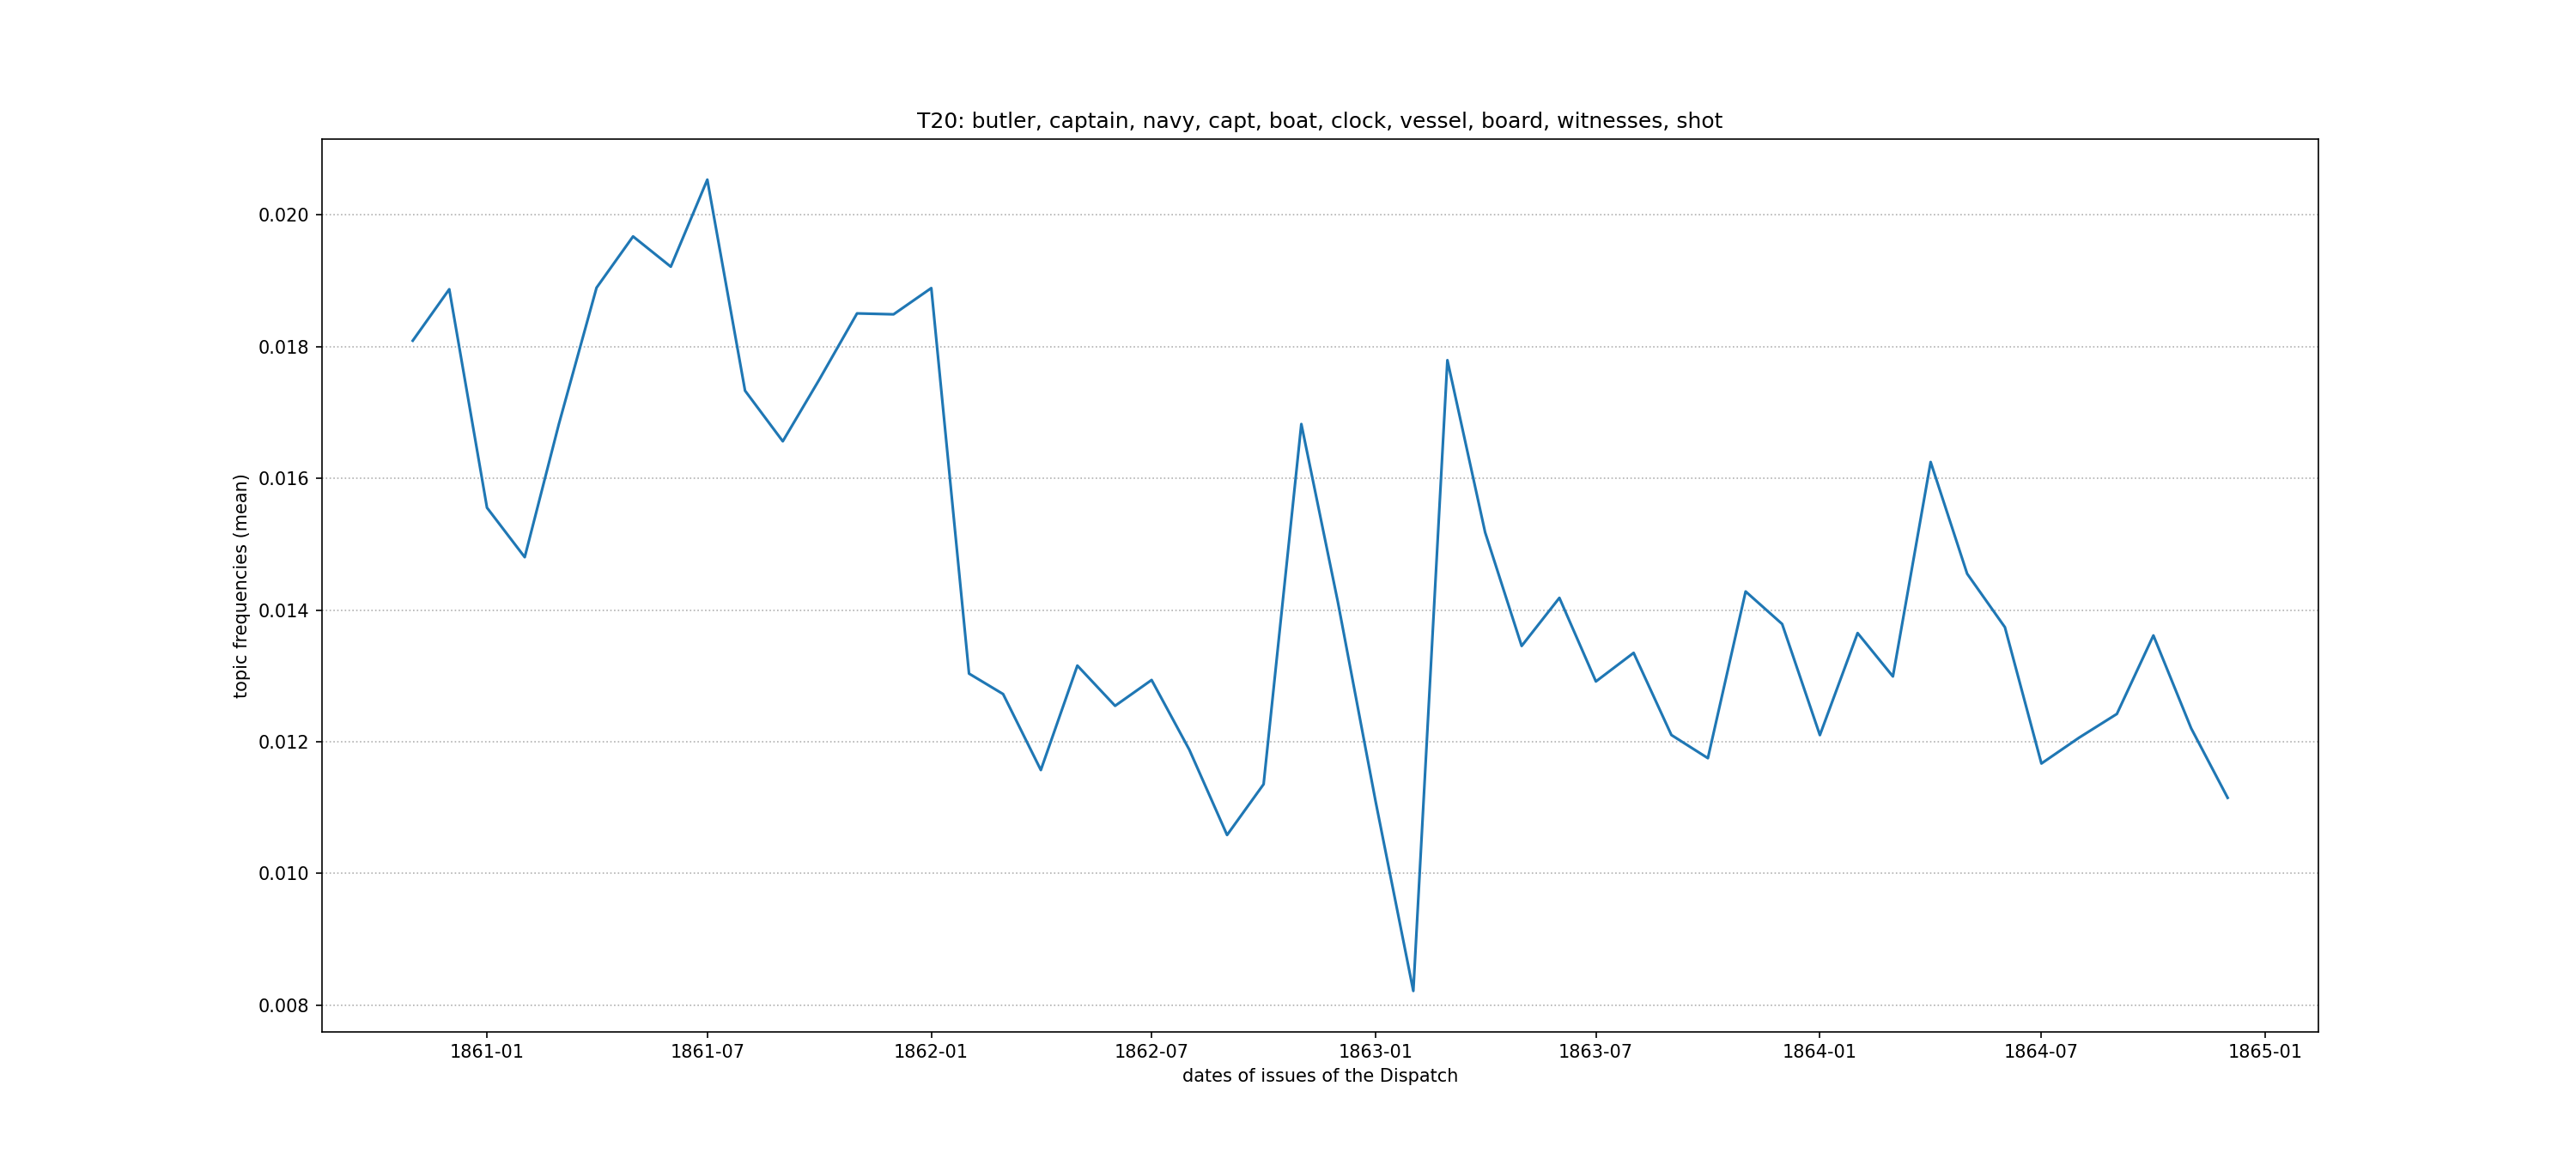 T20: butler, captain, navy, capt, boat, clock, vessel, board, witnesses, shot
topic frequencies (mean)
0.020
0.018
0.016
0.014
0.012
0.010
0.008
1861-01 1861-07 1862-01 1862-07 1863-01 1863-07 1864-01 1864-07 1865-01
dates of issues of the Dispatch